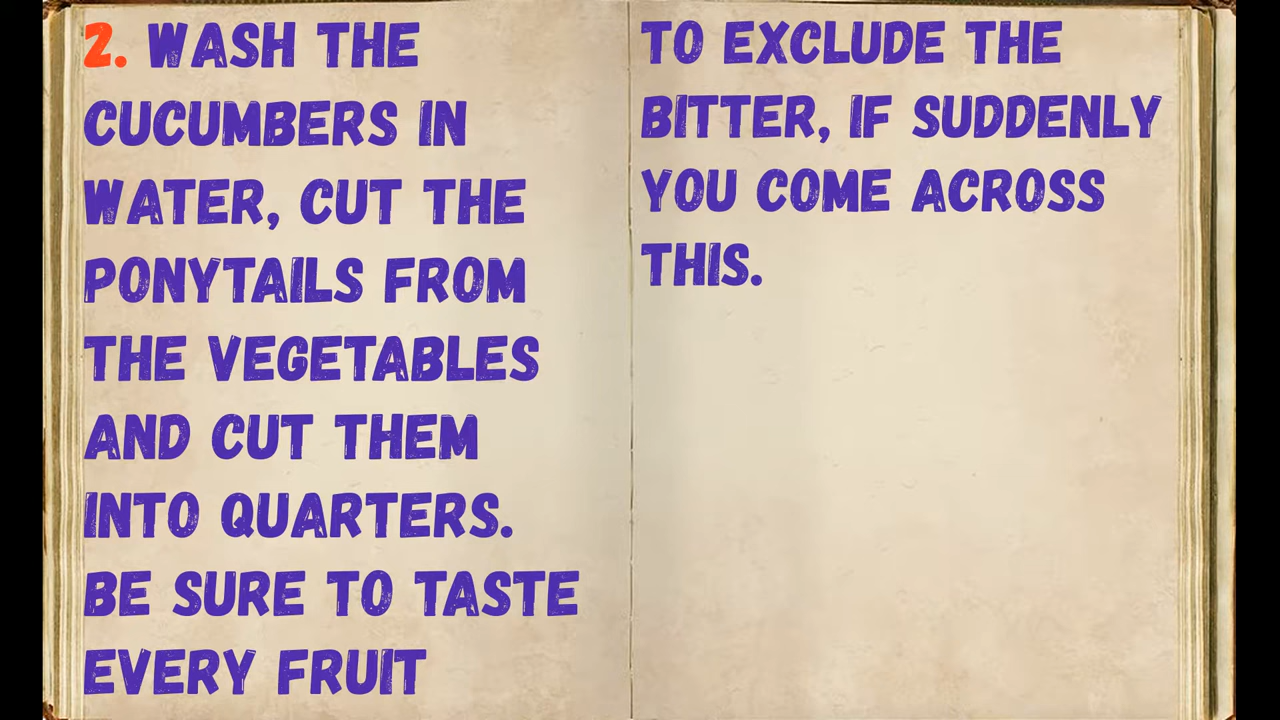 2. WASH THE
CUCUMBERS IN
WATER, CUT THE
PONYTAILS FROM
THE VEGETABLES
AND CUT THEM
INTO QUARTERS.
BE SURE TO TASTE
EVERY FRUIT
TO EXCLUDE THE
BITTER, IF SUDDENLY
YOU COME ACROSS
THIS.